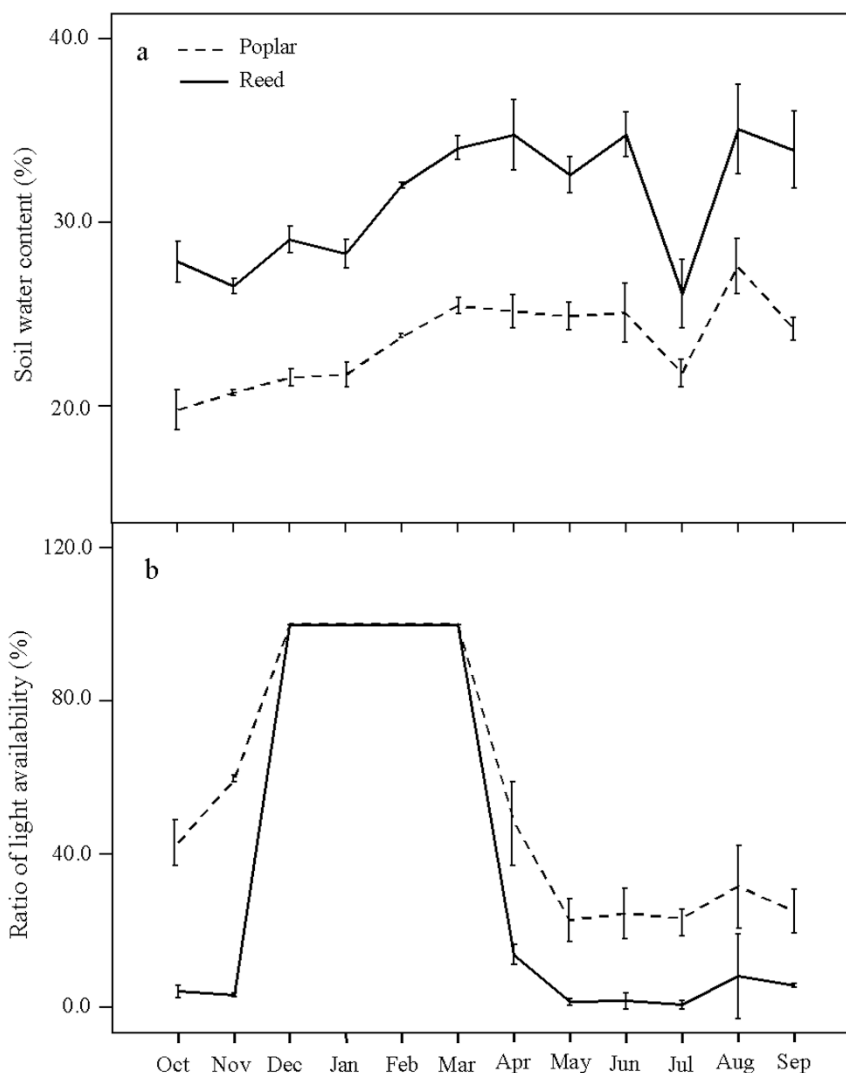 a
Poplar
Reed
Soil water content (%)
40.0
30.0
20.0
b
Ratio of light availability (%)
120.0
80.0
40.0
0.0
Oct Nov Dec Jan Feb Mar Apr May Jun Jul Aug Sep